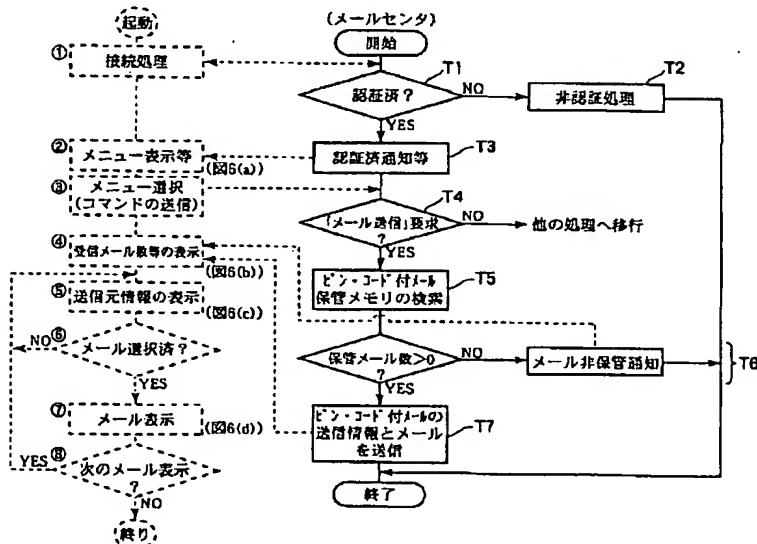 起動
①
接続処理
②
メニュー表示等
(図6(a))
③
メニュー選択
(コマンドの送信)
④
受信メール数等の表示
(図6(b))
⑤
送信元情報の表示
(図6(c))
NO
⑥
メール選択済?
YES
⑦
メール表示
(図6(d))
YES
⑧
次のメール表示
?
NO
終り
(メールセンタ)
開始
T1
認証済?
NO
T2
非認証処理
YES
T3
認証済通知等
T4
「メール送信」要求
?
NO
他の処理へ移行
YES
T5
ピン・コード付メール
保管メモリの検索
保管メール数>0
?
NO
メール非保管通知
T6
YES
T7
ピン・コード付メールの
送信情報とメール
を送信
終了